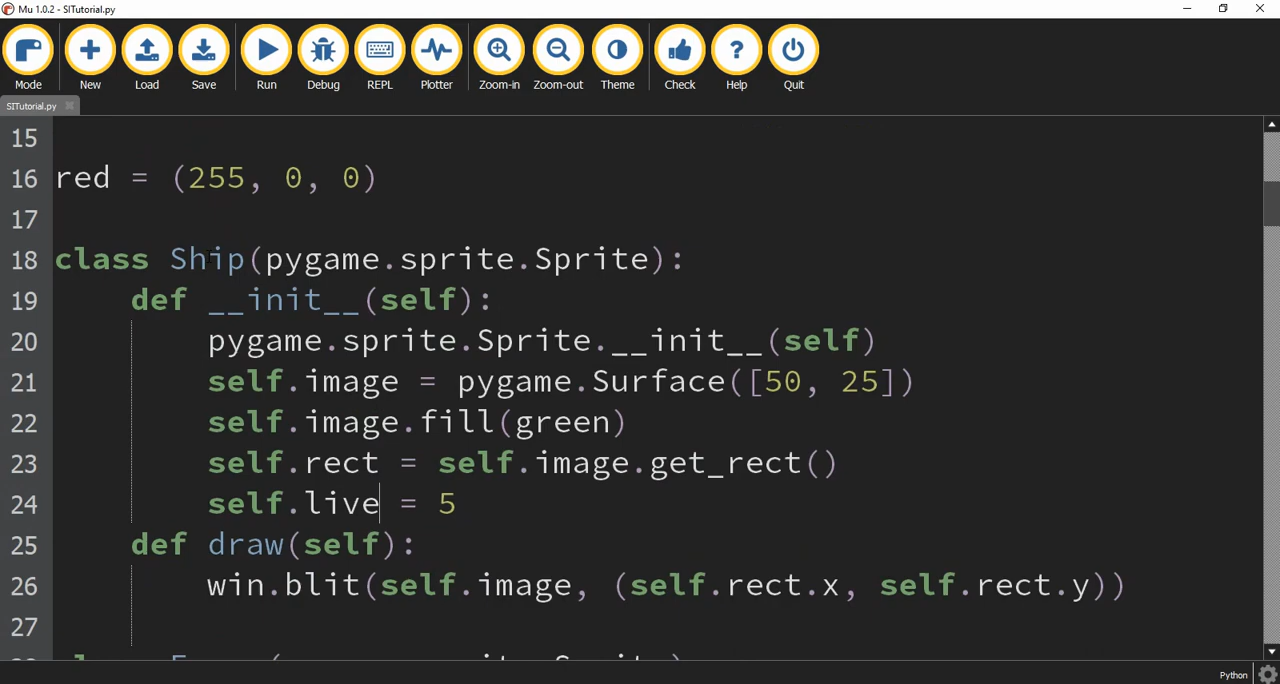 Mu 1.0.2 - SITutorial.py
Mode New Load Save Run Debug REPL Plotter Zoom-in Zoom-out Theme Check Help Quit
SITutorial.py
15
16 red = (255, 0, 0)
17
18 class Ship(pygame.sprite.Sprite):
19 def __init__(self):
20 pygame.sprite.Sprite.__init__(self)
21 self.image = pygame.Surface([50, 25])
22 self.image.fill(green)
23 self.rect = self.image.get_rect()
24 self.live = 5
25 def draw(self):
26 win.blit(self.image, (self.rect.x, self.rect.y))
27
Python